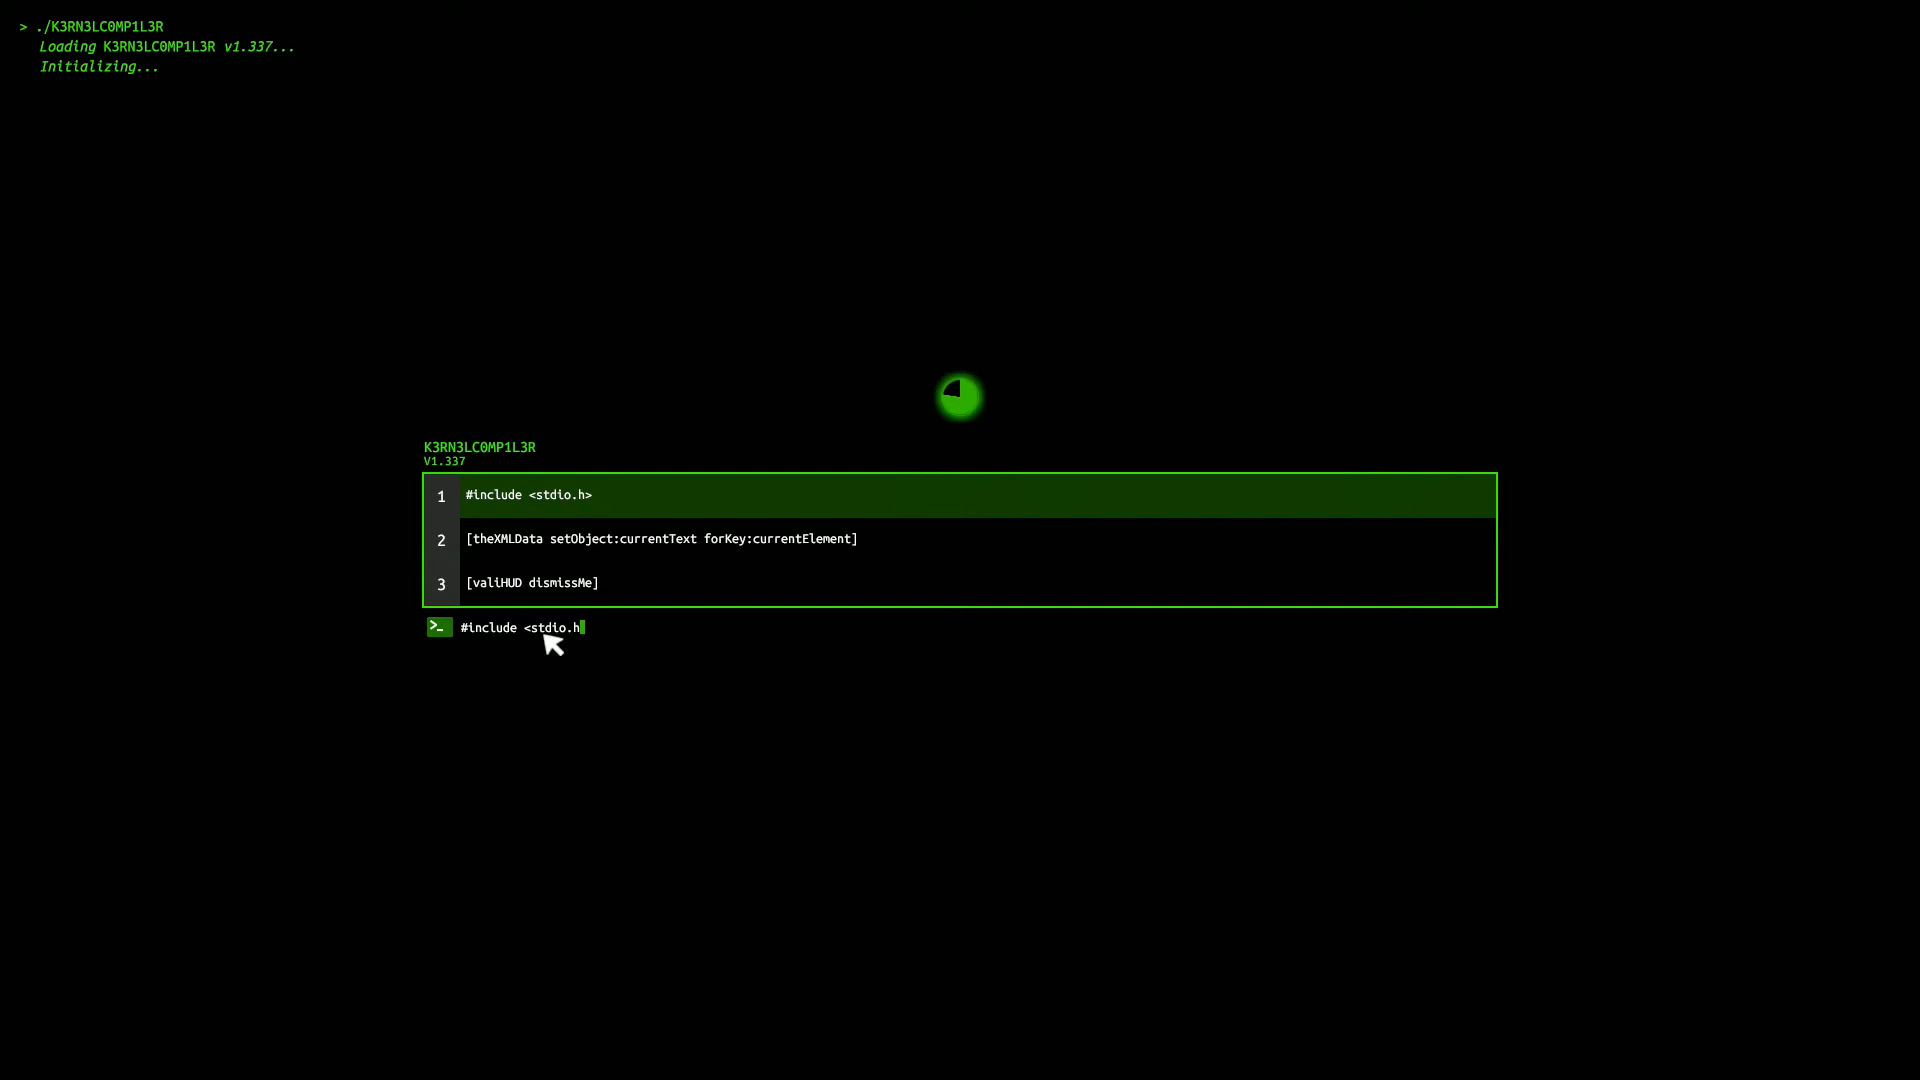 > ./K3RN3LC0MP1L3R
Loading K3RN3LC0MP1L3R v1.337...
Initializing...
K3RN3LC0MP1L3R
V1.337
1 #include <stdio.h>
2 [theXMLData setObject:currentText forKey:currentElement]
3 [valiHUD dismissMe]
>_ #include <stdio.h